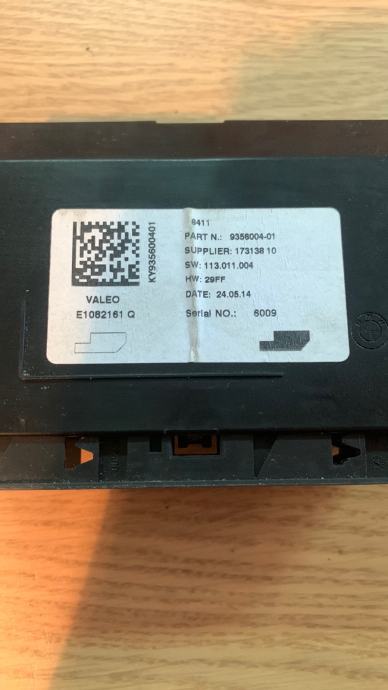 6411
PART N.: 9356004-01
SUPPLIER: 173138 10
SW: 113.011.004
HW: 29FF
DATE: 24.05.14
Serial NO.: 6009
KY935600401
VALEO
E1082161 Q